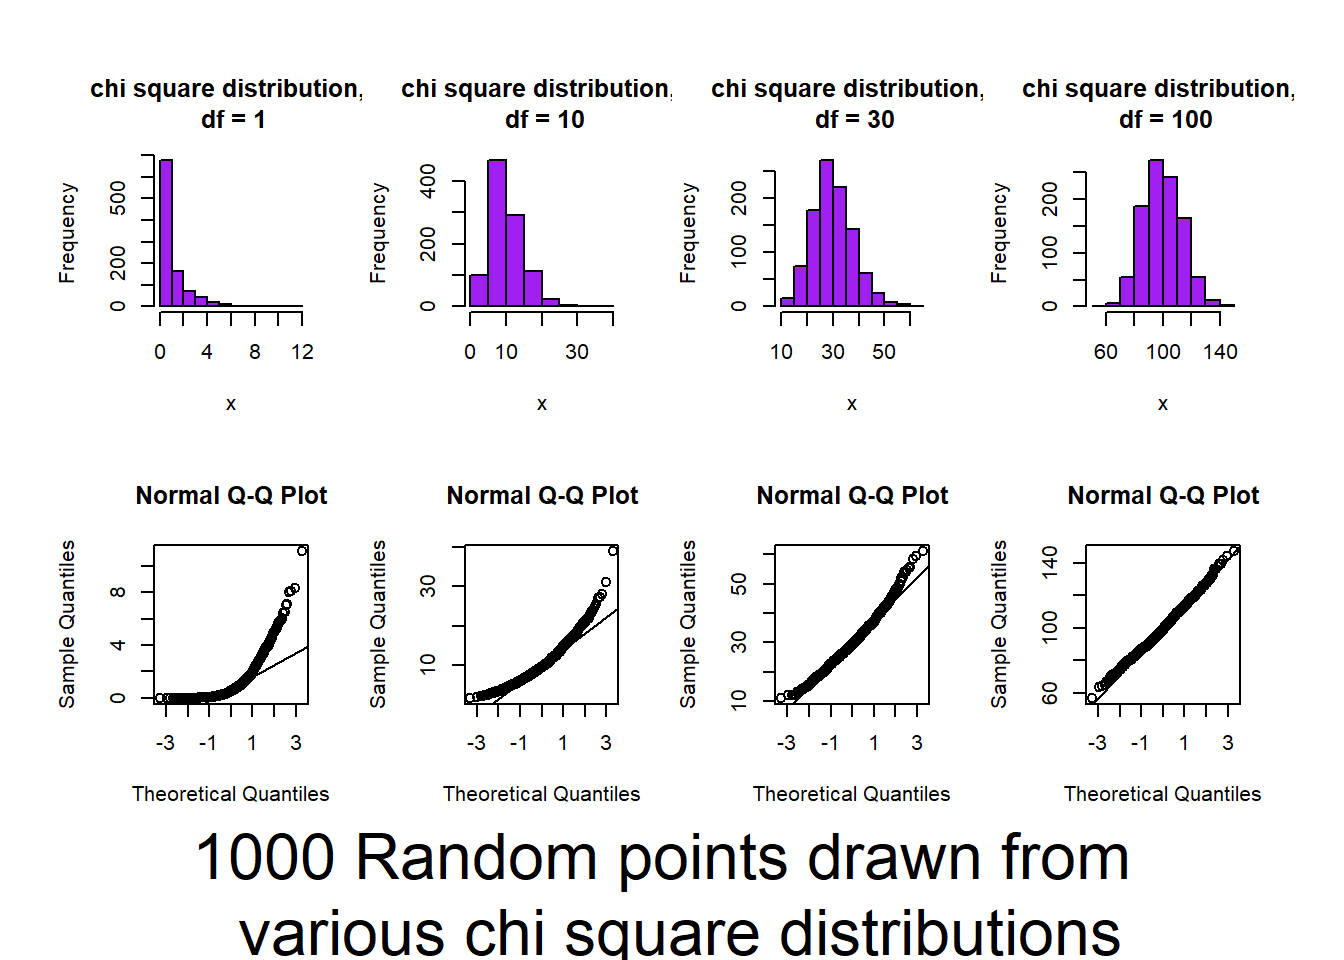 chi square distribution, chi square distribution, chi square distribution, chi square distribution,
df = 1 df = 10 df = 30 df = 100
Frequency
0 200 500
0 4 8 12
x
Frequency
0 200 400
0 10 30
x
Frequency
0 100 200
10 30 50
x
Frequency
0 100 200
60 100 140
x
Normal Q-Q Plot Normal Q-Q Plot Normal Q-Q Plot Normal Q-Q Plot
Sample Quantiles
0 4 8
-3 -1 1 3
Theoretical Quantiles
Sample Quantiles
10 30
-3 -1 1 3
Theoretical Quantiles
Sample Quantiles
10 30 50
-3 -1 1 3
Theoretical Quantiles
Sample Quantiles
60 100 140
-3 -1 1 3
Theoretical Quantiles
1000 Random points drawn from
various chi square distributions